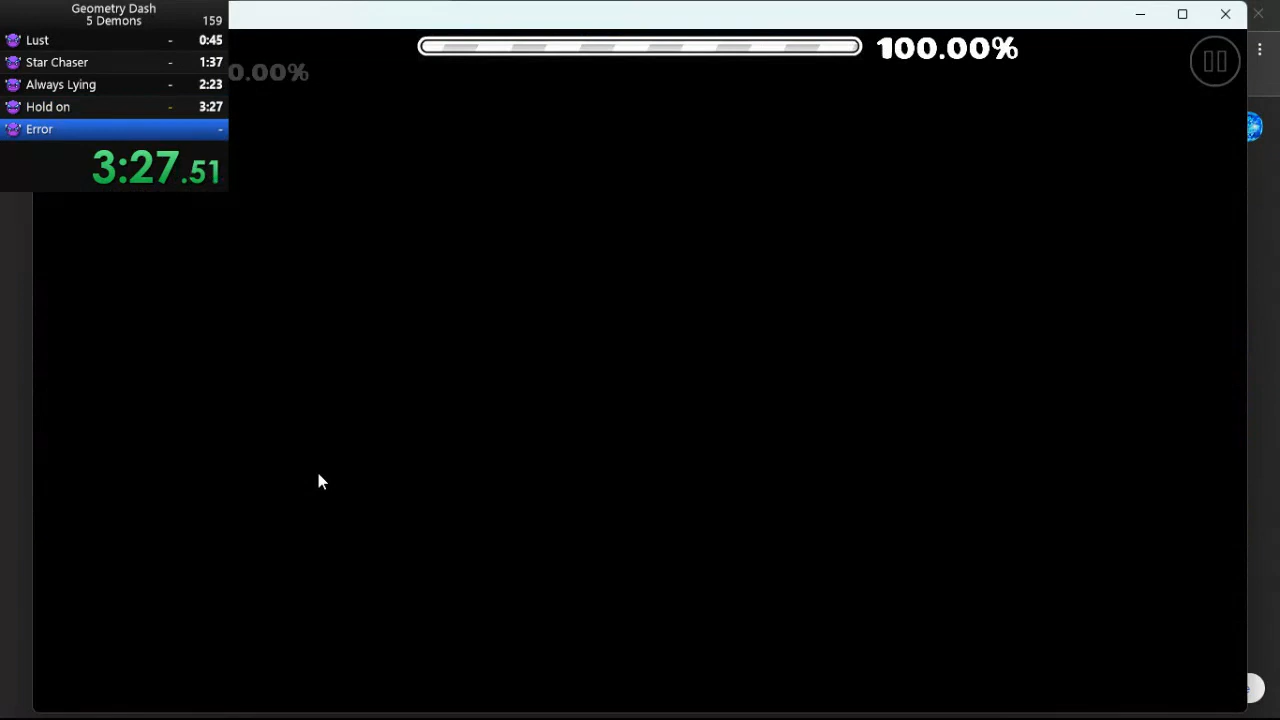 Geometry Dash
5 Demons 159
Lust - 0:45
Star Chaser - 1:37
Always Lying - 2:23
Hold on - 3:27
Error -
3:27.51
100.00%
0.00%